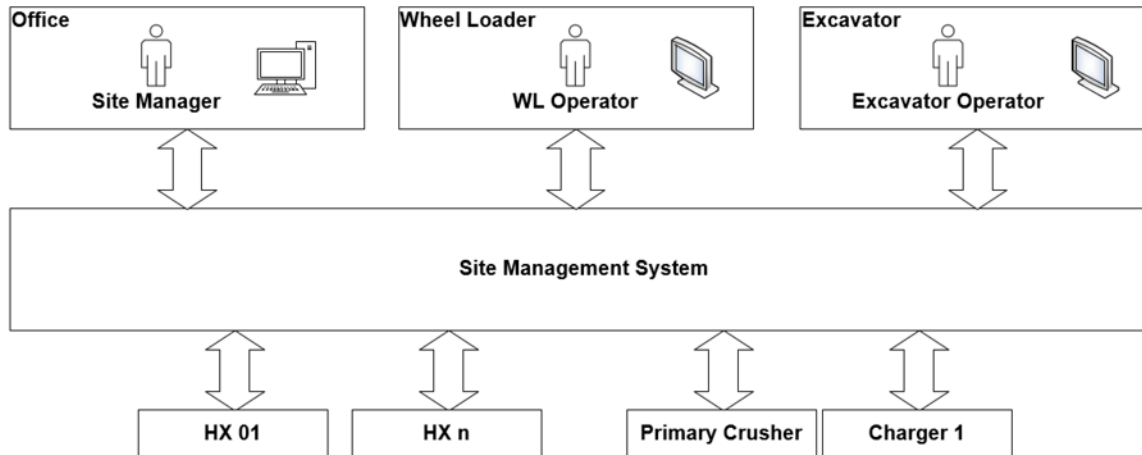 Office
Wheel Loader
Excavator
Site Manager
WL Operator
Excavator Operator
Site Management System
HX 01
HX n
Primary Crusher
Charger 1